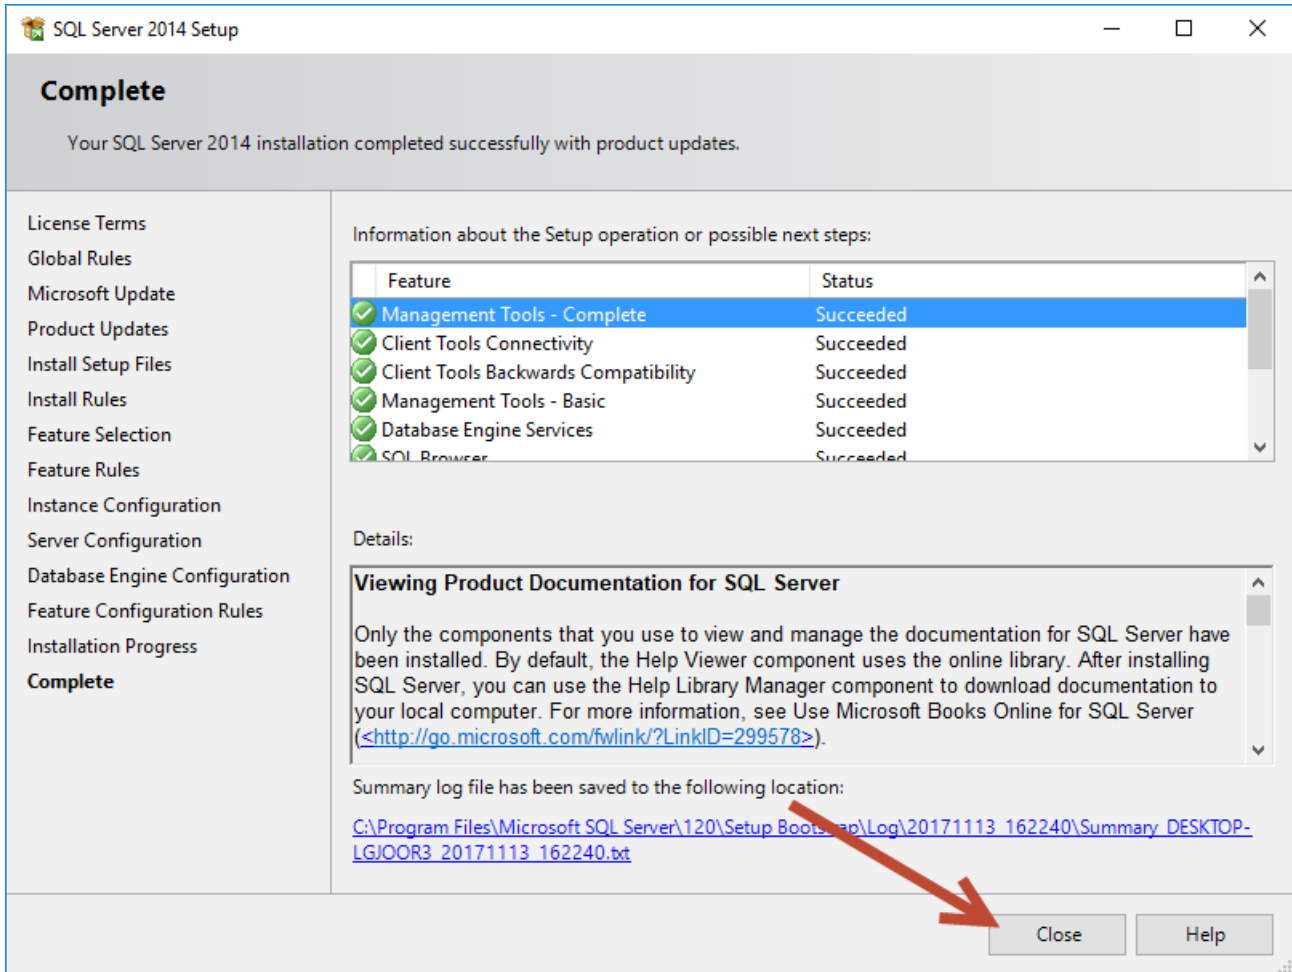 SQL Server 2014 Setup
Complete
Your SQL Server 2014 installation completed successfully with product updates.
License Terms
Global Rules
Microsoft Update
Product Updates
Install Setup Files
Install Rules
Feature Selection
Feature Rules
Instance Configuration
Server Configuration
Database Engine Configuration
Feature Configuration Rules
Installation Progress
Complete
Information about the Setup operation or possible next steps:
Feature Status
Management Tools - Complete Succeeded
Client Tools Connectivity Succeeded
Client Tools Backwards Compatibility Succeeded
Management Tools - Basic Succeeded
Database Engine Services Succeeded
SQL Browser Succeeded
Details:
Viewing Product Documentation for SQL Server
Only the components that you use to view and manage the documentation for SQL Server have
been installed. By default, the Help Viewer component uses the online library. After installing
SQL Server, you can use the Help Library Manager component to download documentation to
your local computer. For more information, see Use Microsoft Books Online for SQL Server
(<http://go.microsoft.com/fwlink/?LinkID=299578>).
Summary log file has been saved to the following location:
C:\Program Files\Microsoft SQL Server\120\Setup Bootstrap\Log\20171113_162240\Summary_DESKTOP-
LGJOOR3_20171113_162240.txt
Close Help